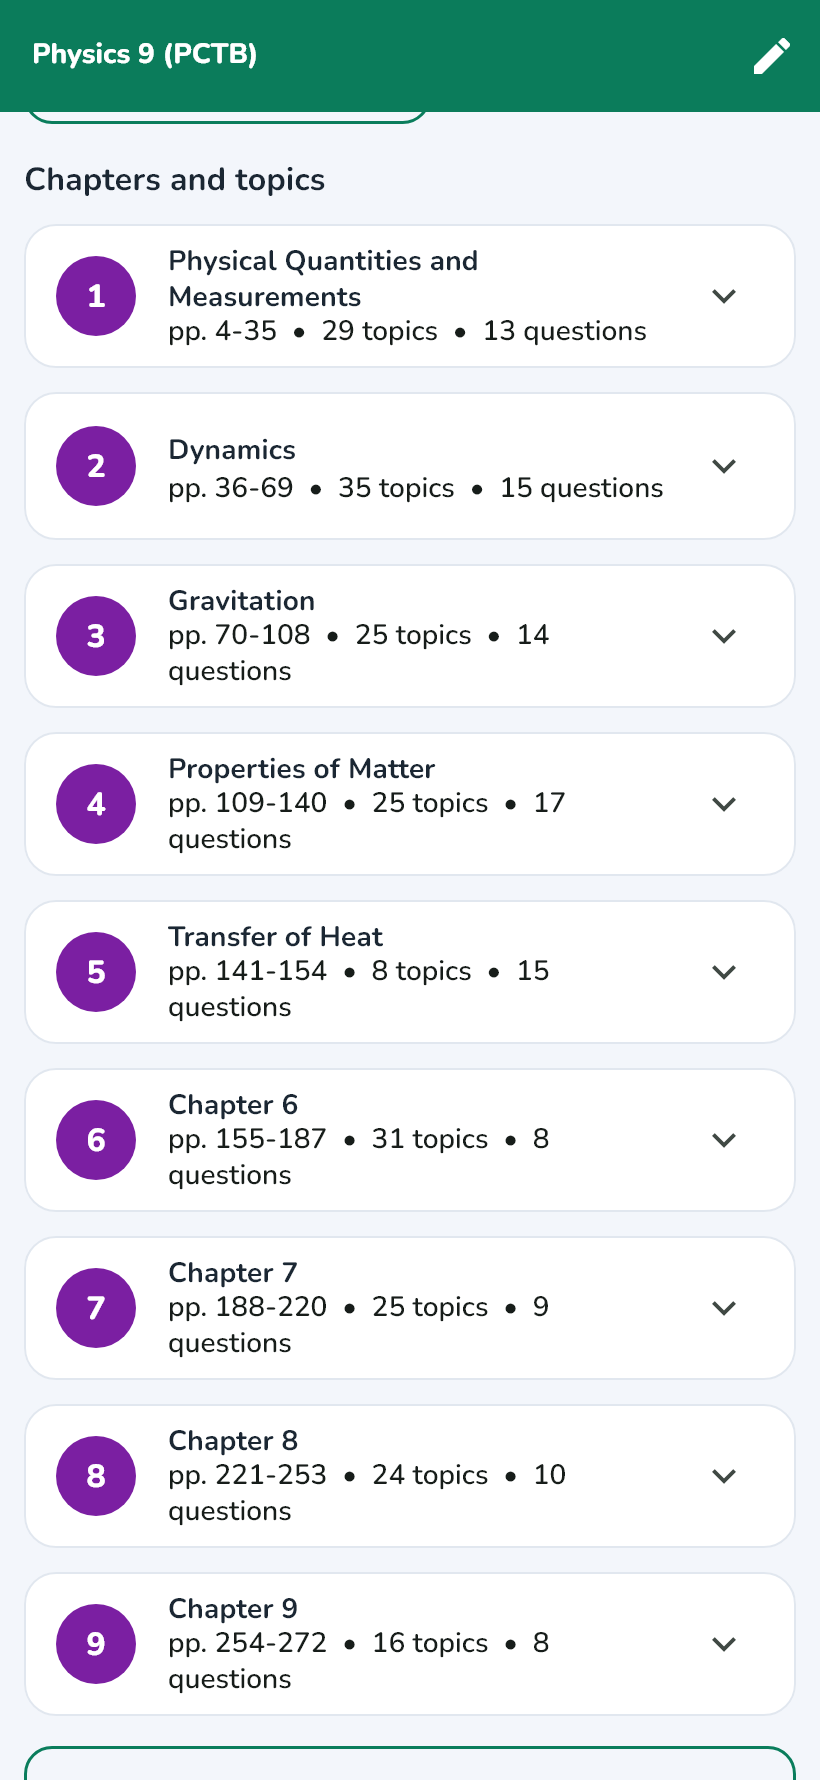 Physics 9 (PCTB)
Chapters and topics
1
Physical Quantities and
Measurements
pp. 4-35 • 29 topics • 13 questions
2
Dynamics
pp. 36-69 • 35 topics • 15 questions
3
Gravitation
pp. 70-108 • 25 topics • 14
questions
4
Properties of Matter
pp. 109-140 • 25 topics • 17
questions
5
Transfer of Heat
pp. 141-154 • 8 topics • 15
questions
6
Chapter 6
pp. 155-187 • 31 topics • 8
questions
7
Chapter 7
pp. 188-220 • 25 topics • 9
questions
8
Chapter 8
pp. 221-253 • 24 topics • 10
questions
9
Chapter 9
pp. 254-272 • 16 topics • 8
questions